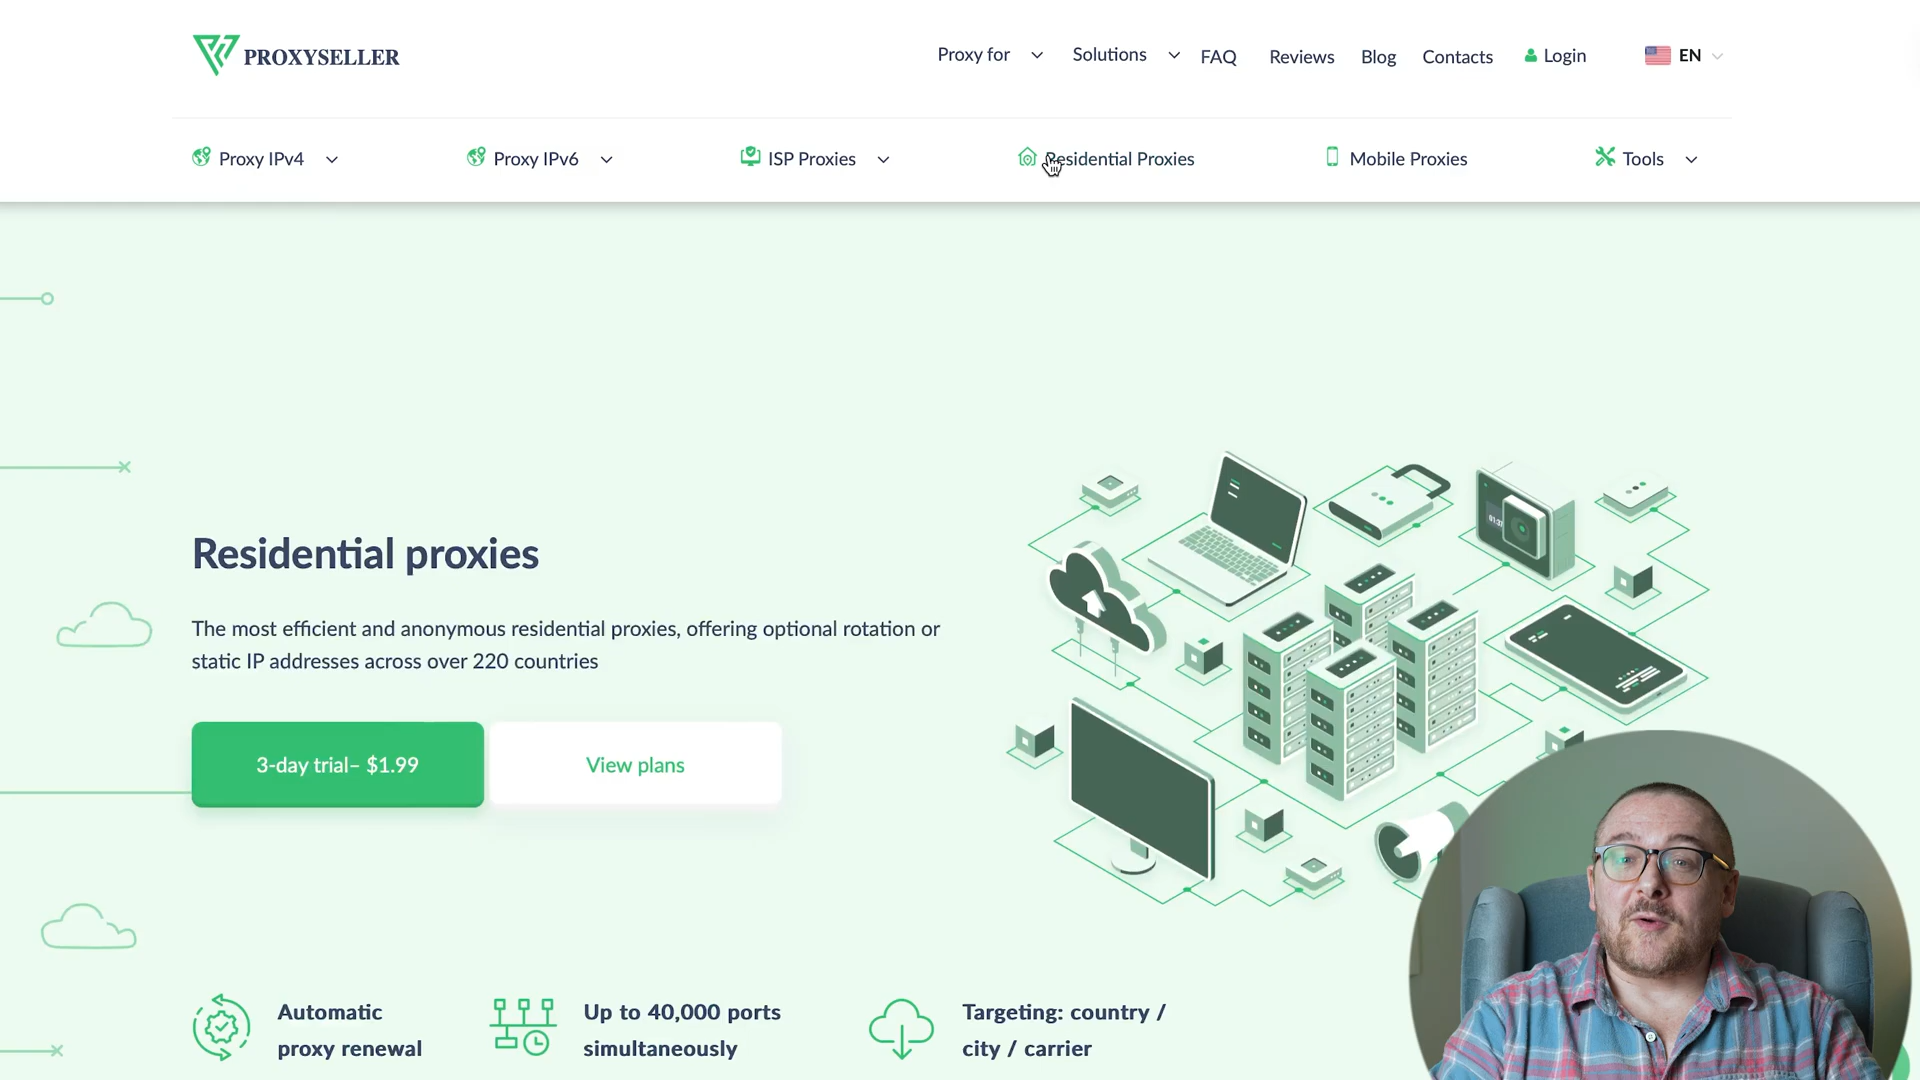 PROXYSELLER
Proxy for
Solutions
FAQ
Reviews
Blog
Contacts
Login
EN
Proxy IPv4
Proxy IPv6
ISP Proxies
Residential Proxies
Mobile Proxies
Tools
Residential proxies
The most efficient and anonymous residential proxies, offering optional rotation or
static IP addresses across over 220 countries
3-day trial– $1.99
View plans
Automatic
proxy renewal
Up to 40,000 ports
simultaneously
Targeting: country /
city / carrier